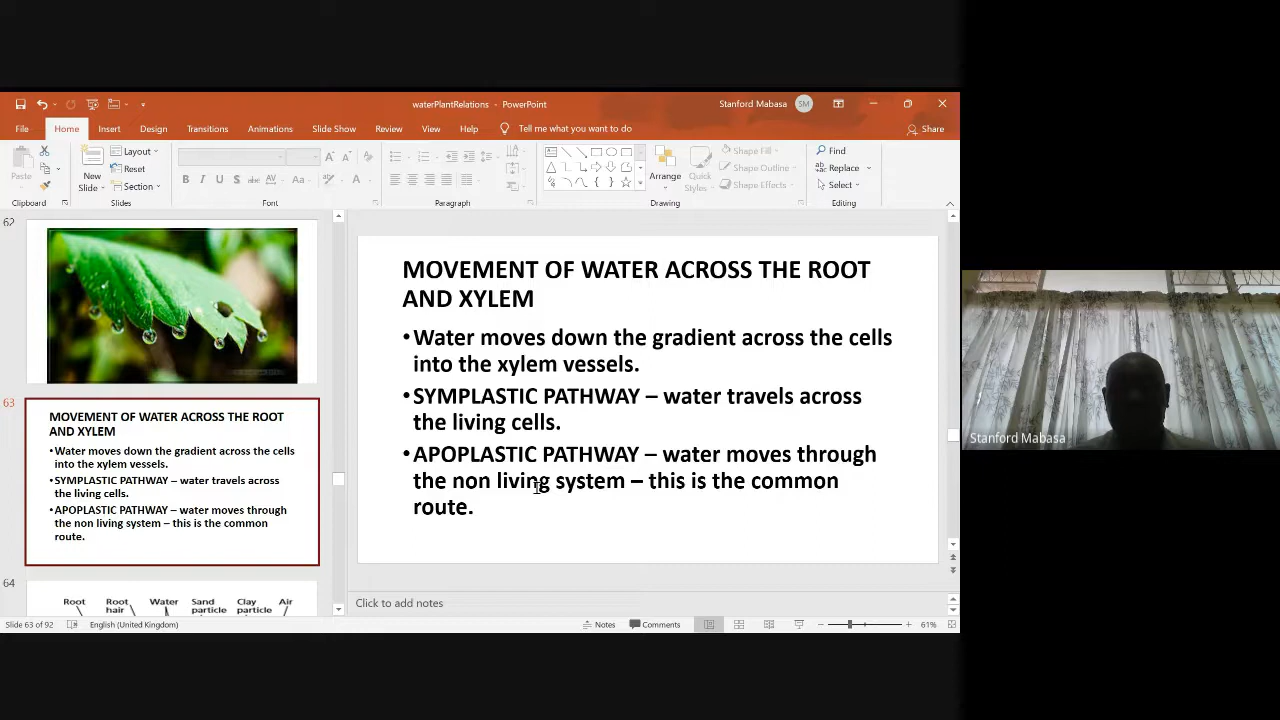 waterPlantRelations - PowerPoint
Stanford Mabasa
SM
File
Home
Insert
Design
Transitions
Animations
Slide Show
Review
View
Help
Tell me what you want to do
Share
Paste
Clipboard
New
Slide
Layout
Reset
Section
Slides
B I U S abc AV Aa A
Font
Paragraph
Arrange
Quick
Styles
Shape Fill
Shape Outline
Shape Effects
Drawing
Find
Replace
Select
Editing
62
63
MOVEMENT OF WATER ACROSS THE ROOT
AND XYLEM
•Water moves down the gradient across the cells
into the xylem vessels.
•SYMPLASTIC PATHWAY – water travels across
the living cells.
•APOPLASTIC PATHWAY – water moves through
the non living system – this is the common
route.
64
Root Root Water Sand Clay Air
hair particle particle
MOVEMENT OF WATER ACROSS THE ROOT
AND XYLEM
•Water moves down the gradient across the cells
into the xylem vessels.
•SYMPLASTIC PATHWAY – water travels across
the living cells.
•APOPLASTIC PATHWAY – water moves through
the non living system – this is the common
route.
Click to add notes
Slide 63 of 92
English (United Kingdom)
Notes
Comments
61%
Stanford Mabasa